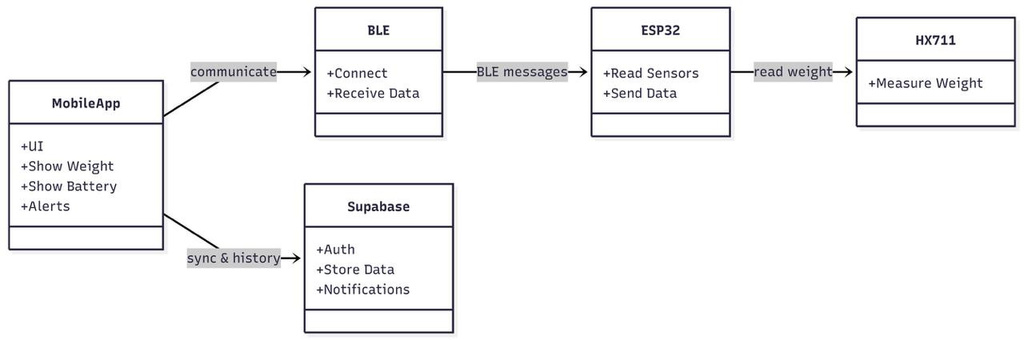 MobileApp
+UI
+Show Weight
+Show Battery
+Alerts
communicate
BLE
+Connect
+Receive Data
BLE messages
ESP32
+Read Sensors
+Send Data
read weight
HX711
+Measure Weight
sync & history
Supabase
+Auth
+Store Data
+Notifications